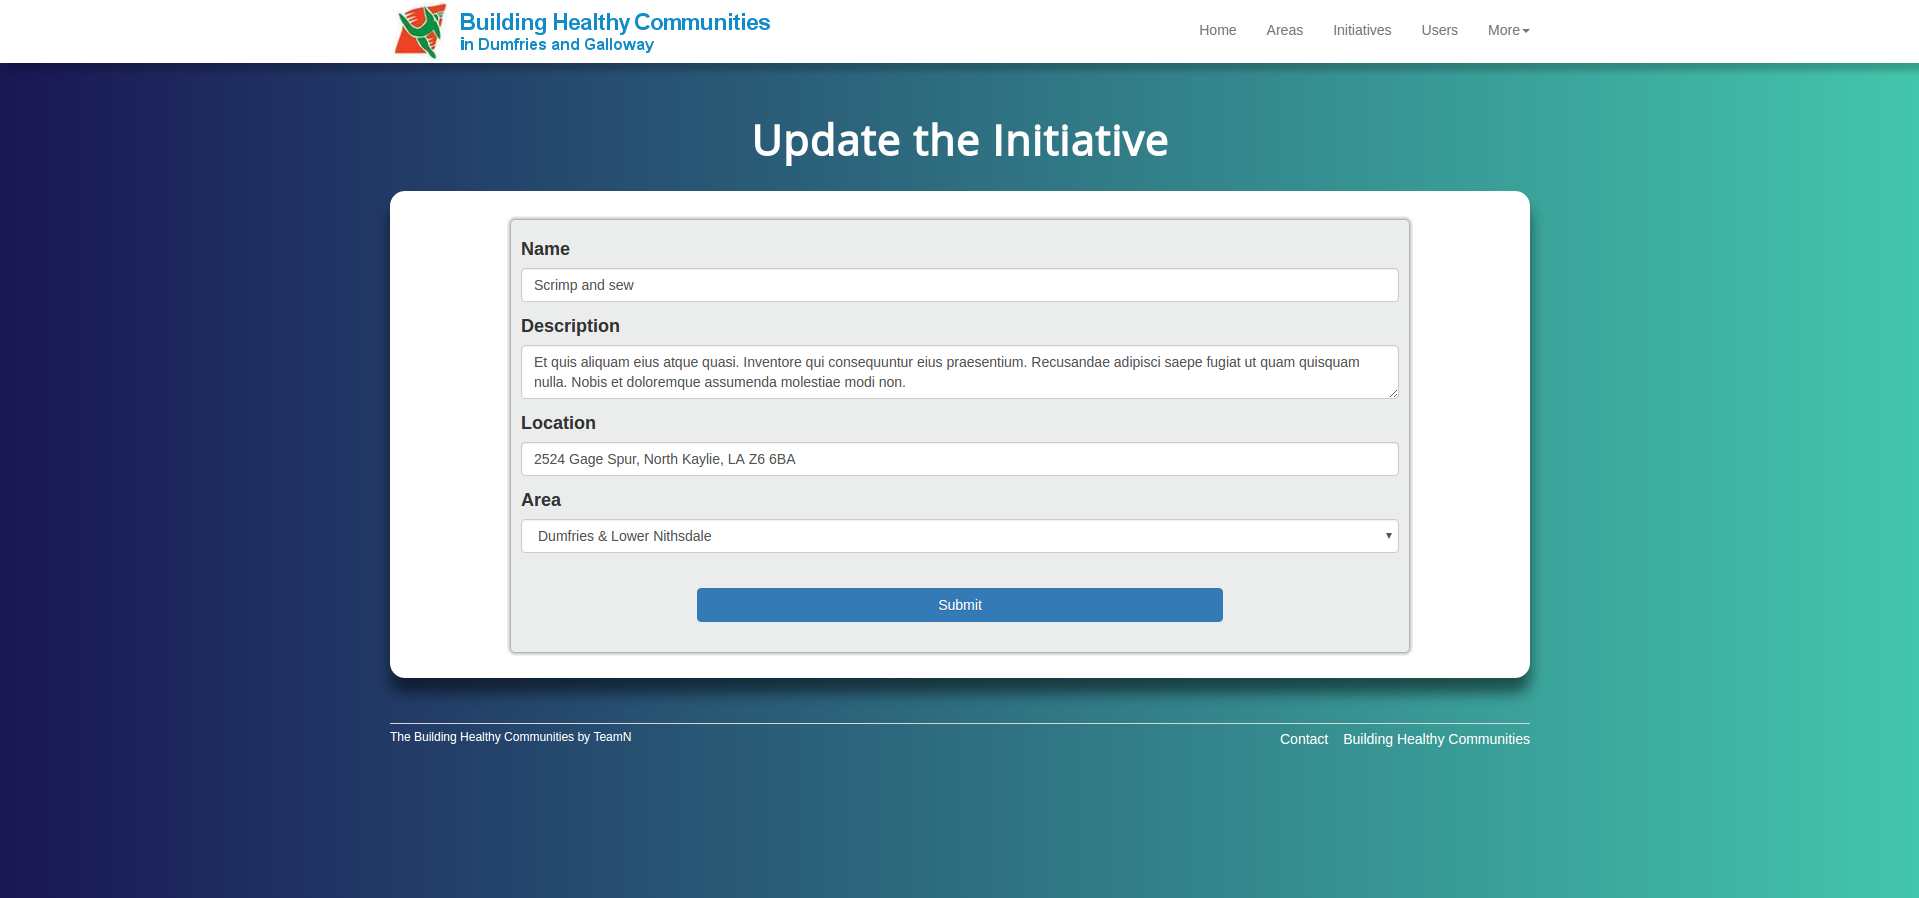 Building Healthy Communities
in Dumfries and Galloway
Home Areas Initiatives Users More
Update the Initiative
Name
Scrimp and sew
Description
Et quis aliquam eius atque quasi. Inventore qui consequuntur eius praesentium. Recusandae adipisci saepe fugiat ut quam quisquam
nulla. Nobis et doloremque assumenda molestiae modi non.
Location
2524 Gage Spur, North Kaylie, LA Z6 6BA
Area
Dumfries & Lower Nithsdale
Submit
The Building Healthy Communities by TeamN
Contact Building Healthy Communities